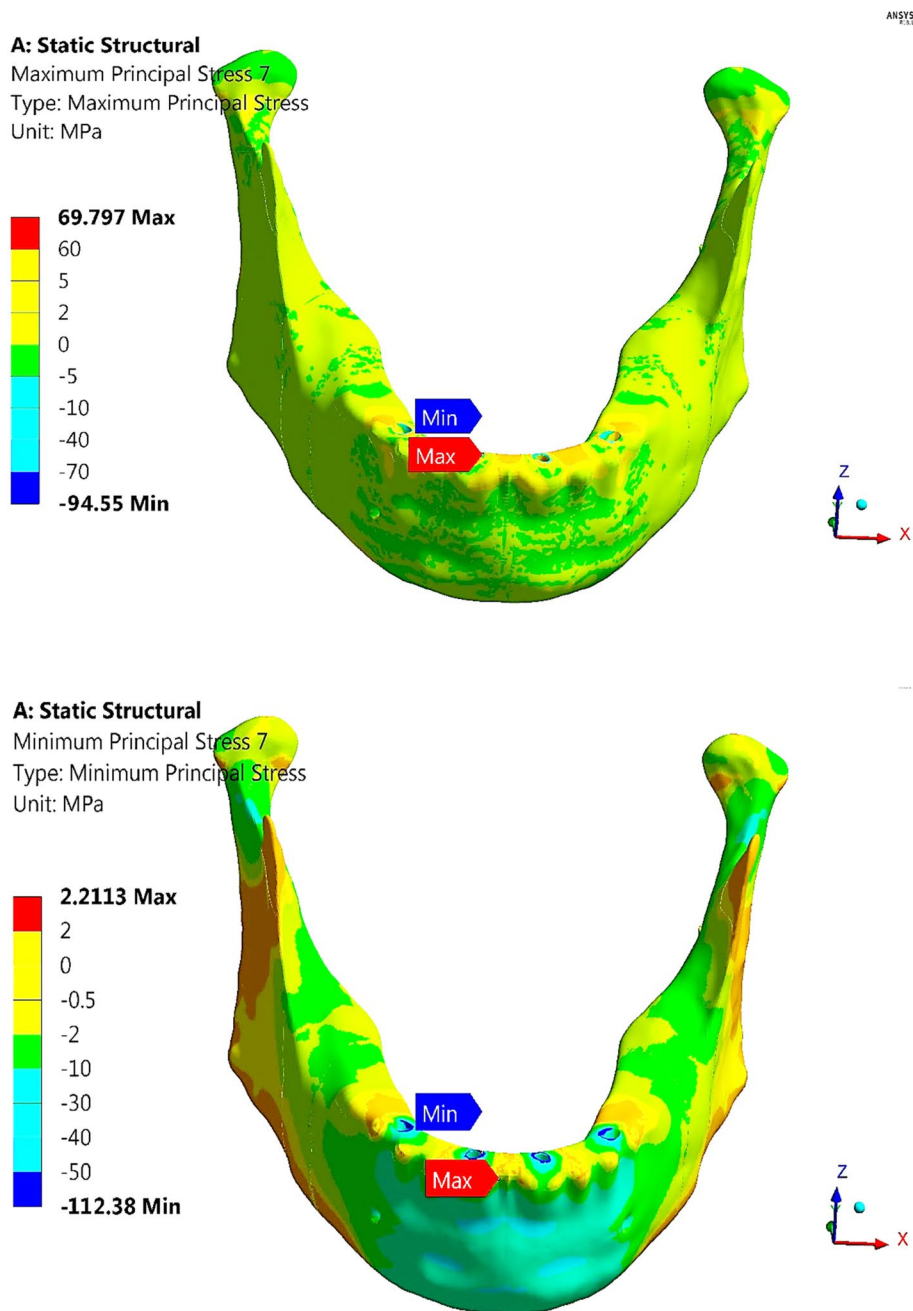 ANSYS
A: Static Structural
Maximum Principal Stress 7
Type: Maximum Principal Stress
Unit: MPa
69.797 Max
60
5
2
0
-5
-10
-40
-70
-94.55 Min
Min
Max
Z
X
A: Static Structural
Minimum Principal Stress 7
Type: Minimum Principal Stress
Unit: MPa
2.2113 Max
2
0
-0.5
-2
-10
-30
-40
-50
-112.38 Min
Min
Max
Z
X